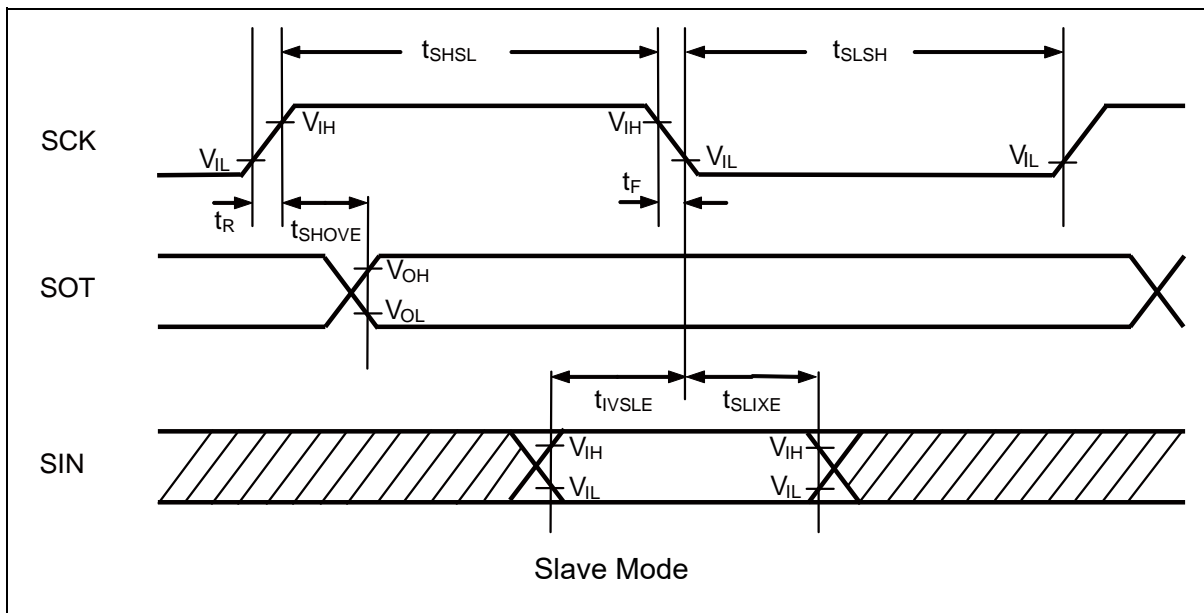 tSHSL
tSLSH
SCK
VIH
VIH
VIL
VIL
VIL
tR
tSHOVE
tF
SOT
VOH
VOL
tIVSLE
tSLIXE
SIN
VIH
VIH
VIL
VIL
Slave Mode